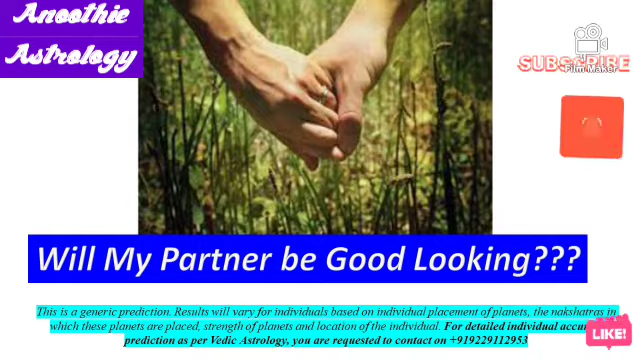 Anoothie
Astrology
SUBSCRIBE
Film Maker
Will My Partner be Good Looking???
This is a generic prediction. Results will vary for individuals based on individual placement of planets, the nakshatras in
which these planets are placed, strength of planets and location of the individual. For detailed individual
prediction as per Vedic Astrology, you are requested to contact on +919229112953
LIKE!